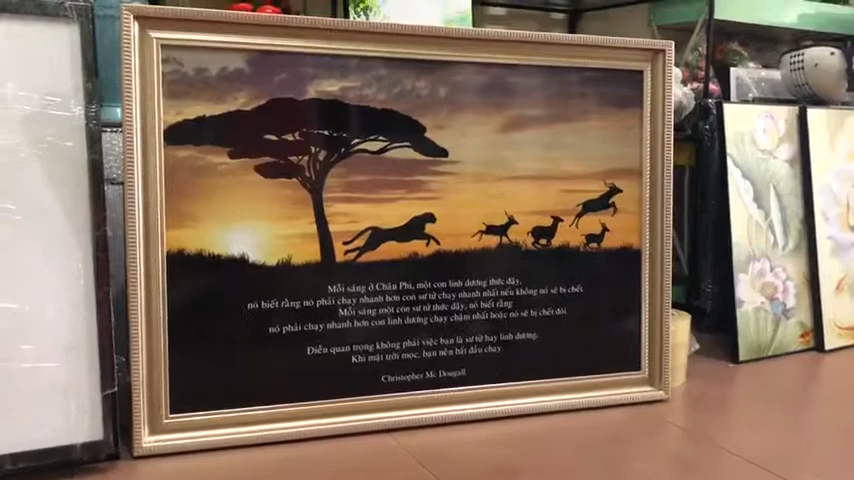 Mỗi sáng ở Châu Phi, một con linh dương thức dậy,
nó biết rằng nó phải chạy nhanh hơn con sư tử chạy nhanh nhất nếu không nó sẽ bị chết
Mỗi sáng một con sư tử thức dậy, nó biết rằng
nó phải chạy nhanh hơn con linh dương chạy chậm nhất hoặc nó sẽ bị chết đói.
Điều quan trọng không phải việc bạn là sư tử hay linh dương.
Khi mặt trời mọc, bạn nên bắt đầu chạy.
Christopher Mc Dougall